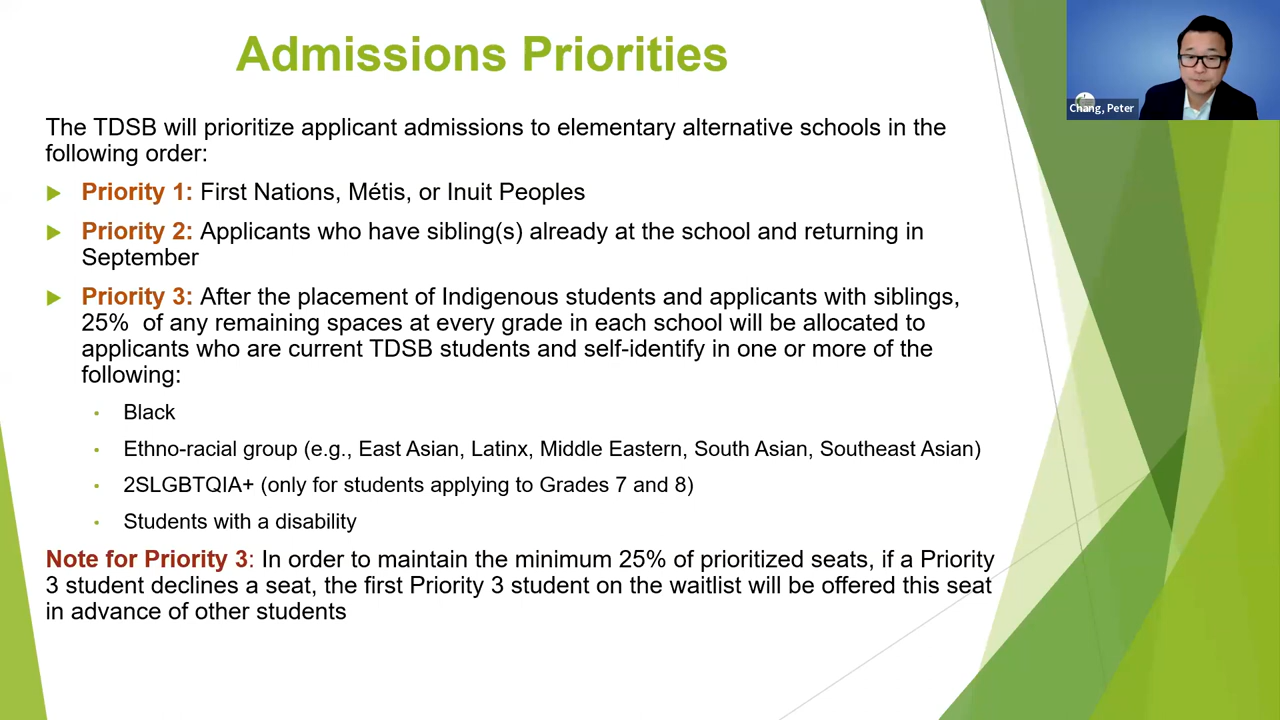 Admissions Priorities
Chang, Peter
The TDSB will prioritize applicant admissions to elementary alternative schools in the
following order:
Priority 1: First Nations, Métis, or Inuit Peoples
Priority 2: Applicants who have sibling(s) already at the school and returning in
September
Priority 3: After the placement of Indigenous students and applicants with siblings,
25% of any remaining spaces at every grade in each school will be allocated to
applicants who are current TDSB students and self-identify in one or more of the
following:
• Black
• Ethno-racial group (e.g., East Asian, Latinx, Middle Eastern, South Asian, Southeast Asian)
• 2SLGBTQIA+ (only for students applying to Grades 7 and 8)
• Students with a disability
Note for Priority 3: In order to maintain the minimum 25% of prioritized seats, if a Priority
3 student declines a seat, the first Priority 3 student on the waitlist will be offered this seat
in advance of other students